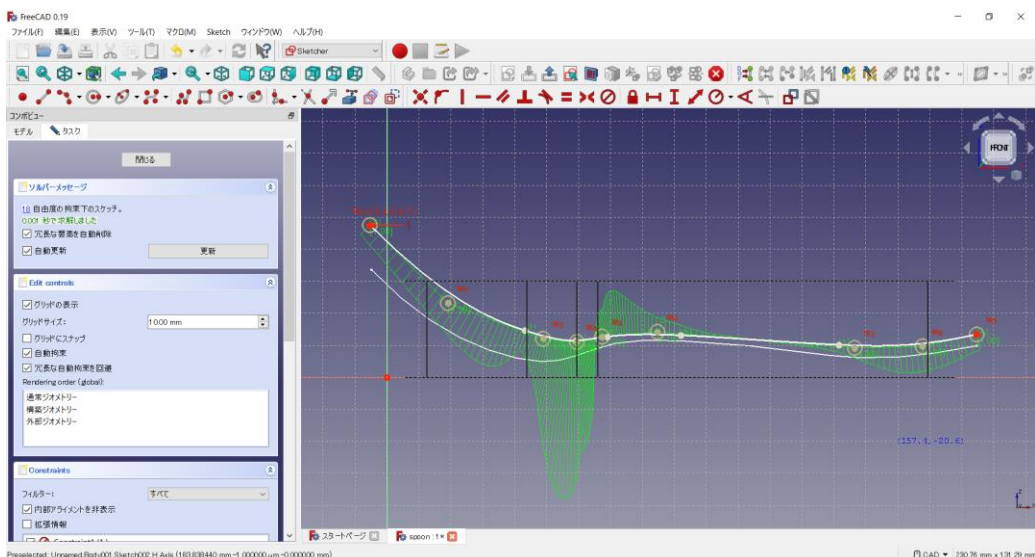 FreeCAD 0.19
ファイル(F) 編集(E) 表示(V) ツール(T) マクロ(M) Sketch ウィンドウ(W) ヘルプ(H)
Sketcher
コンボビュー
モデル タスク
閉じる
ソルバーメッセージ
18 自由度の拘束下のスケッチ。
0.001 秒で求解しました
冗長な要素を自動削除
自動更新 更新
Edit controls
グリッドの表示
グリッドサイズ: 10.00 mm
グリッドにスナップ
自動拘束
冗長な自動拘束を回避
Rendering order (global):
通常ジオメトリー
構築ジオメトリー
外部ジオメトリー
Constraints
フィルター: すべて
内部アライメントを非表示
拡張情報
FRONT
(157.4,-20.6)
スタートページ spoon : 1*
Preselected: Unnamed.Body001.Sketch002.H_Axis (183.838440 mm,-1.000000 µm,-0.000000 mm)
CAD 230.76 mm x 131.29 mm